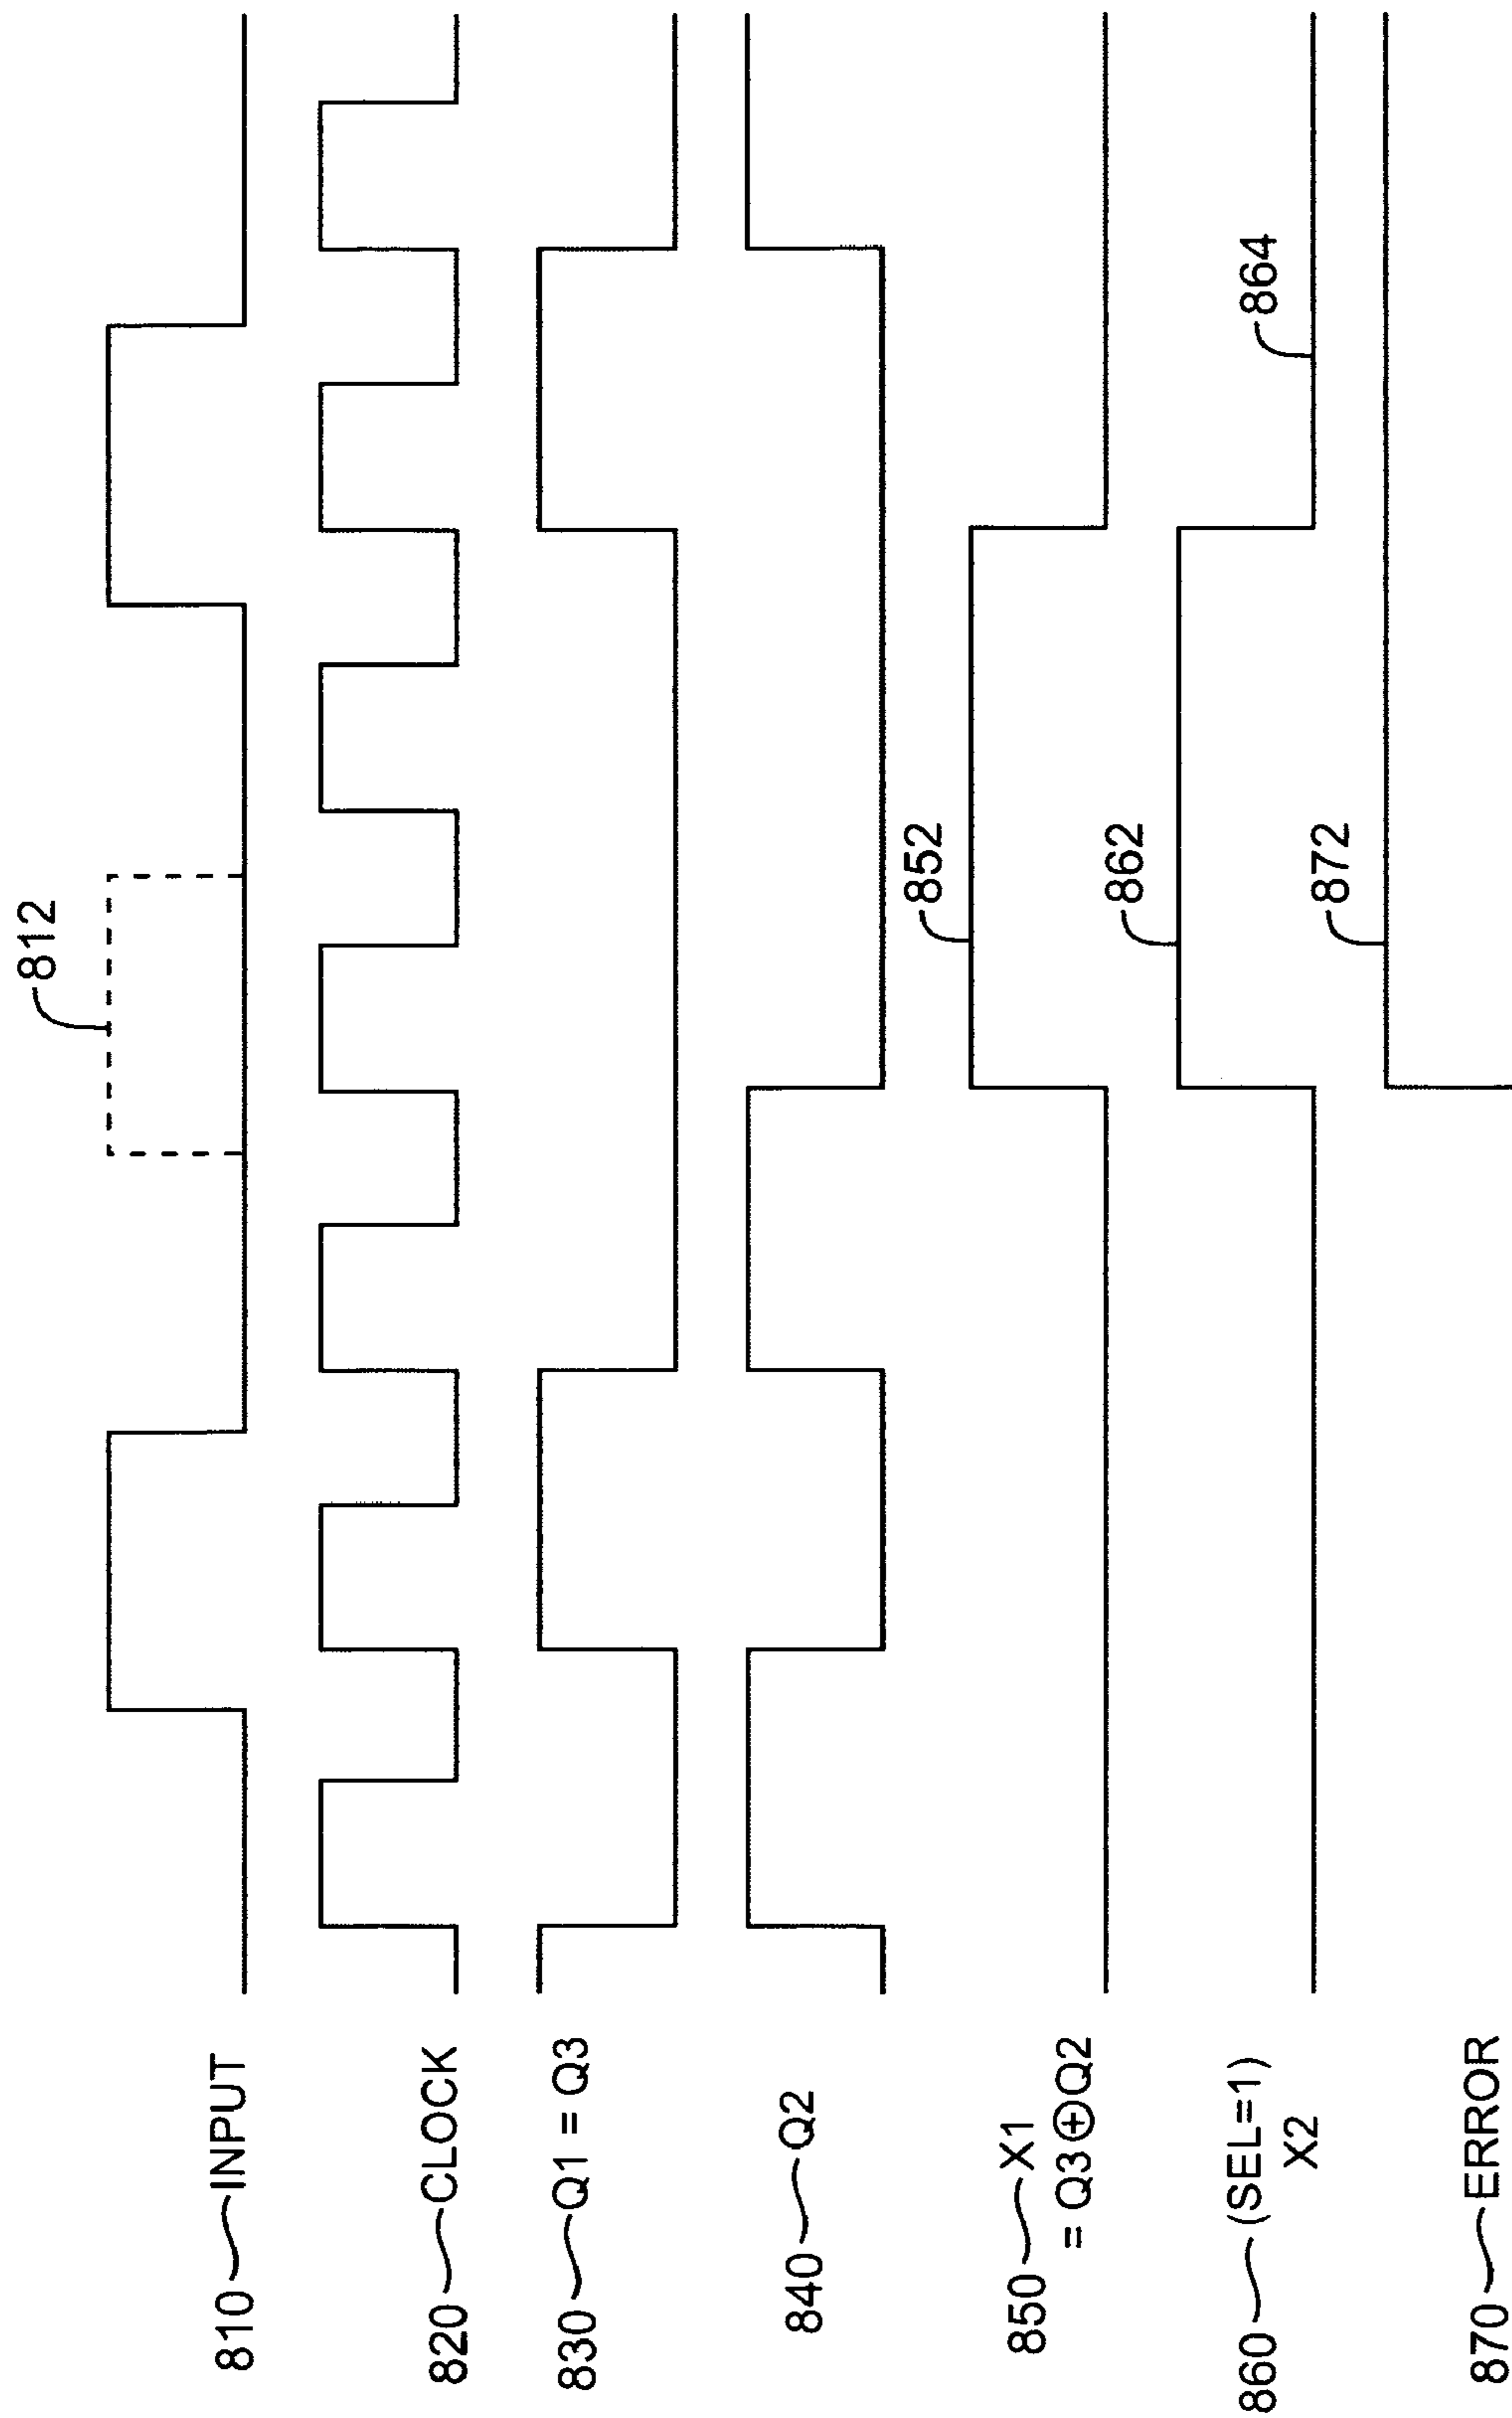 812
810 INPUT
820 CLOCK
830 Q1 = Q3
840 Q2
850 X1
= Q3⊕Q2
852
860 (SEL=1)
X2
862
864
870 ERROR
872